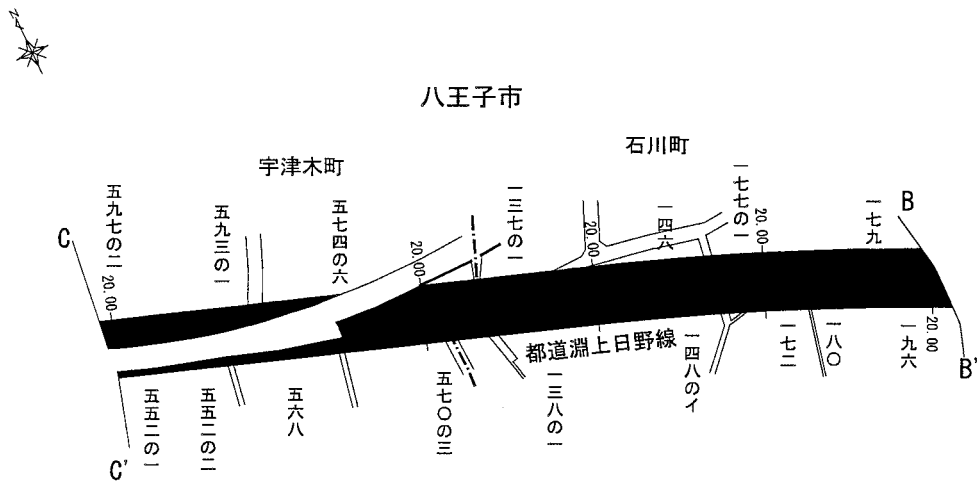 N
八王子市
宇津木町
石川町
五九七の二
五九三の一
五七四の六
一三七の一
一四六
一七七の一
一七九
B
C
20.00
20.00
20.00
20.00
20.00
都道淵上日野線
五五二の一
五五二の二
五六八
五七〇の三
一三八の一
一四八のイ
一七二
一八〇
一九六
B'
C'